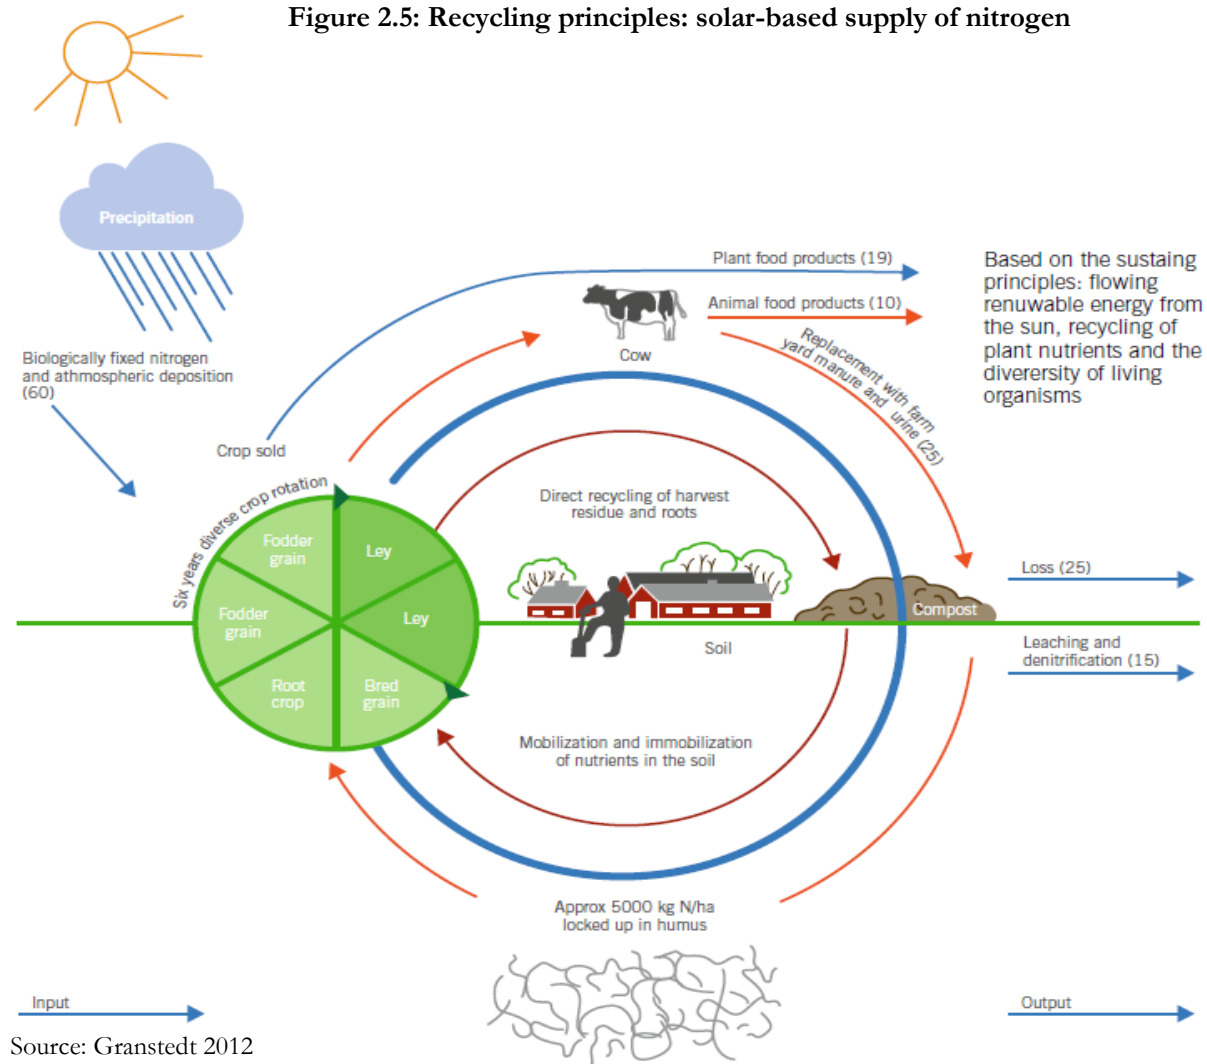 Figure 2.5: Recycling principles: solar-based supply of nitrogen
Precipitation
Plant food products (19)
Animal food products (10)
Based on the sustaing
principles: flowing
renuwable energy from
the sun, recycling of
plant nutrients and the
diverersity of living
organisms
Cow
Replacement with farm
yard manure and urine (25)
Biologically fixed nitrogen
and athmospheric deposition
(60)
Crop sold
Six years diverse crop rotation
Direct recycling of harvest
residue and roots
Fodder
grain
Ley
Fodder
grain
Ley
Root
crop
Bred
grain
Soil
Compost
Loss (25)
Leaching and
denitrification (15)
Mobilization and immobilization
of nutrients in the soil
Approx 5000 kg N/ha
locked up in humus
Input
Output
Source: Granstedt 2012